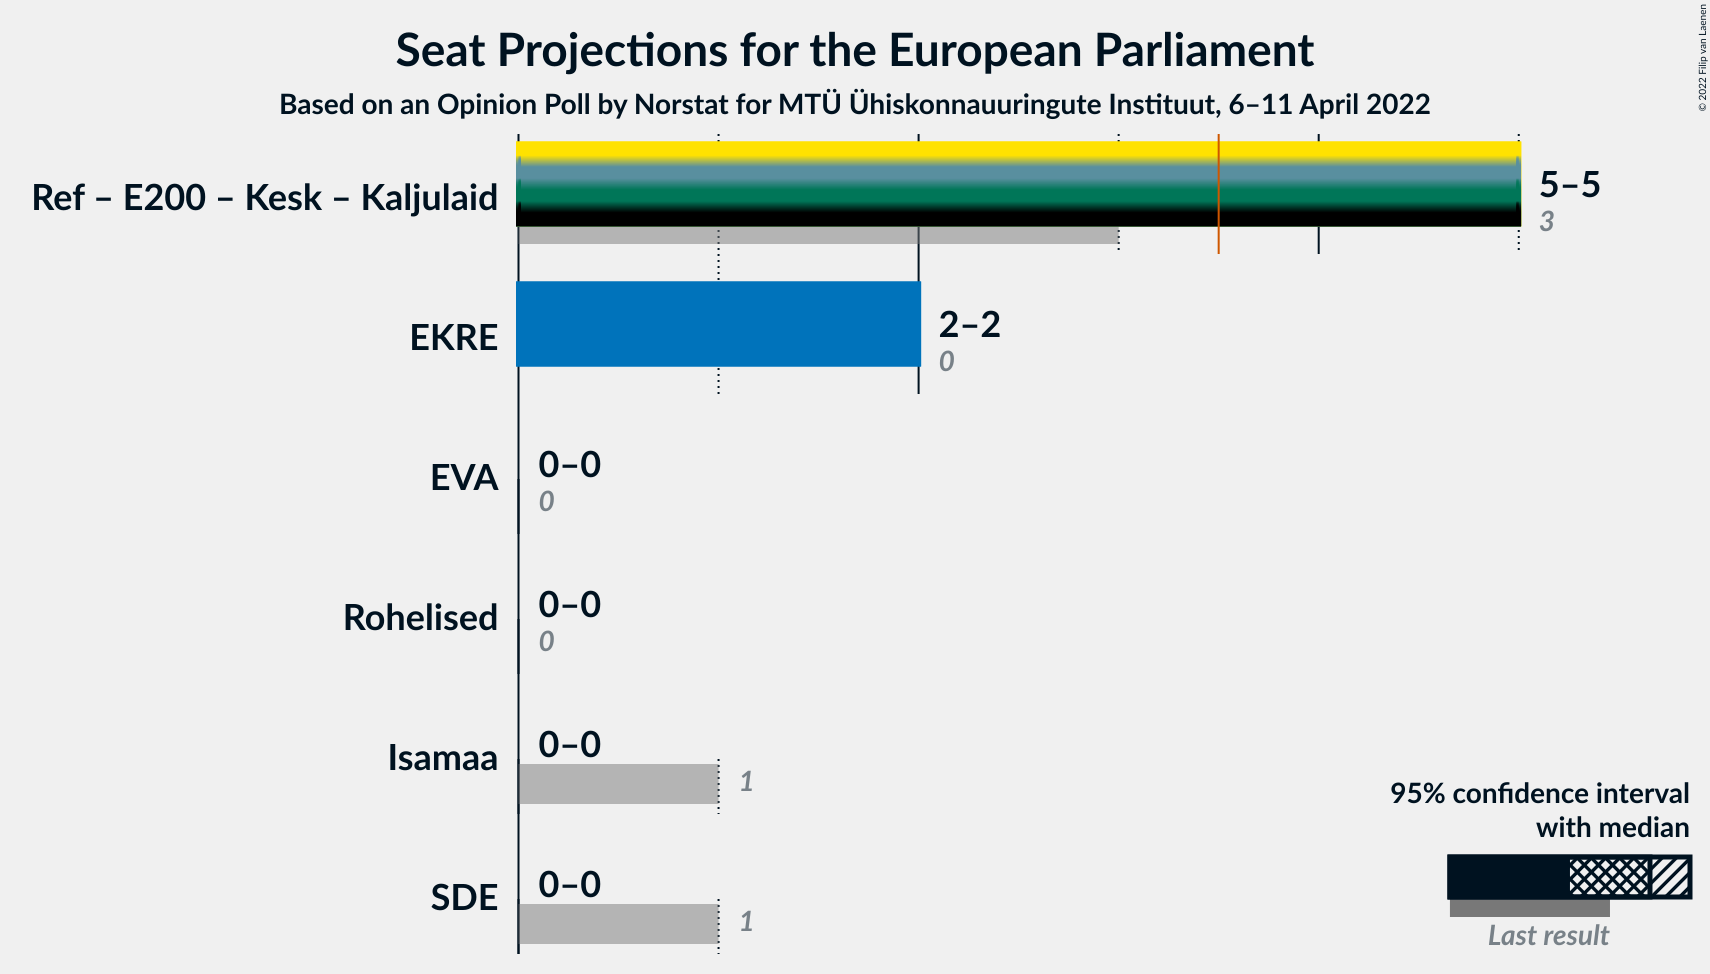 Seat Projections for the European Parliament
Based on an Opinion Poll by Norstat for MTÜ Ühiskonnauuringute Instituut, 6–11 April 2022
© 2022 Filip van Laenen
Ref – E200 – Kesk – Kaljulaid
5–5
3
EKRE
2–2
0
EVA
0–0
0
Rohelised
0–0
0
Isamaa
0–0
1
SDE
0–0
1
95% confidence interval
with median
Last result